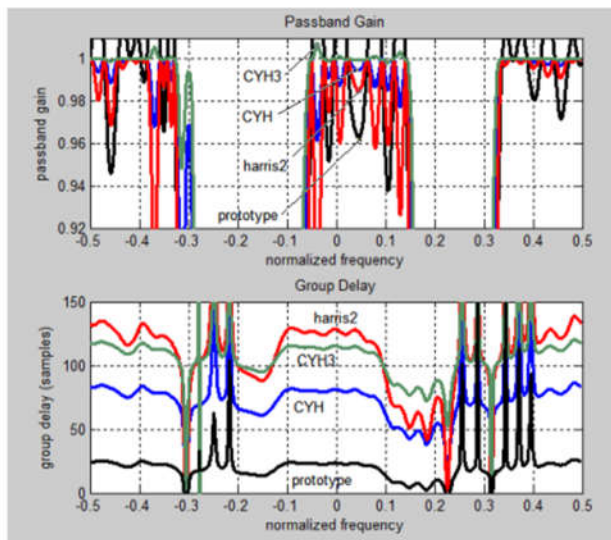 Passband Gain
1
0.98
0.96
0.94
0.92
passband gain
CYH3
CYH
harris2
prototype
-0.5 -0.4 -0.3 -0.2 -0.1 0 0.1 0.2 0.3 0.4 0.5
normalized frequency
Group Delay
150
100
50
0
group delay (samples)
harris2
CYH3
CYH
prototype
-0.5 -0.4 -0.3 -0.2 -0.1 0 0.1 0.2 0.3 0.4 0.5
normalized frequency